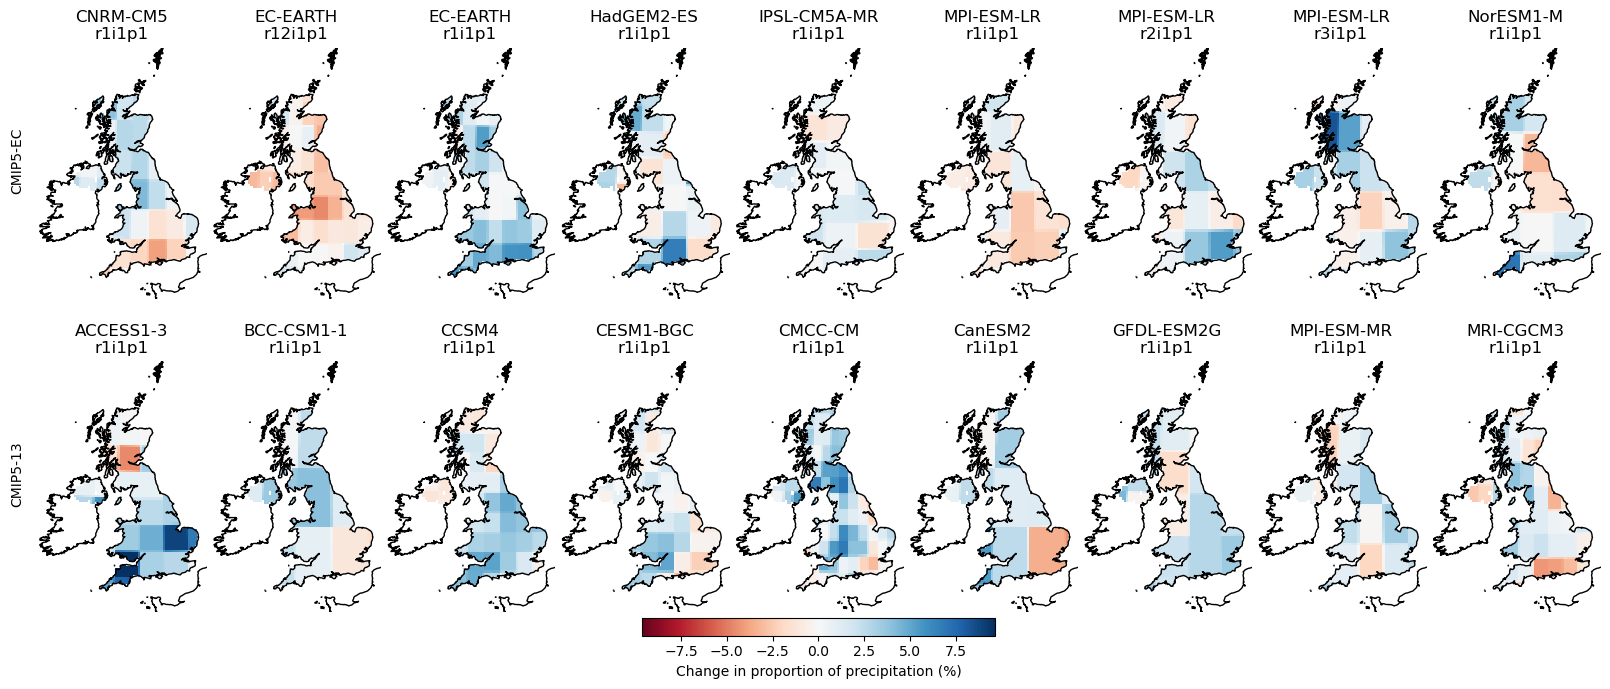 CNRM-CM5 EC-EARTH EC-EARTH HadGEM2-ES IPSL-CM5A-MR MPI-ESM-LR MPI-ESM-LR MPI-ESM-LR NorESM1-M
r1i1p1 r12i1p1 r1i1p1 r1i1p1 r1i1p1 r1i1p1 r2i1p1 r3i1p1 r1i1p1
CMIP5-EC
ACCESS1-3 BCC-CSM1-1 CCSM4 CESM1-BGC CMCC-CM CanESM2 GFDL-ESM2G MPI-ESM-MR MRI-CGCM3
r1i1p1 r1i1p1 r1i1p1 r1i1p1 r1i1p1 r1i1p1 r1i1p1 r1i1p1 r1i1p1
CMIP5-13
−7.5 −5.0 −2.5 0.0 2.5 5.0 7.5
Change in proportion of precipitation (%)